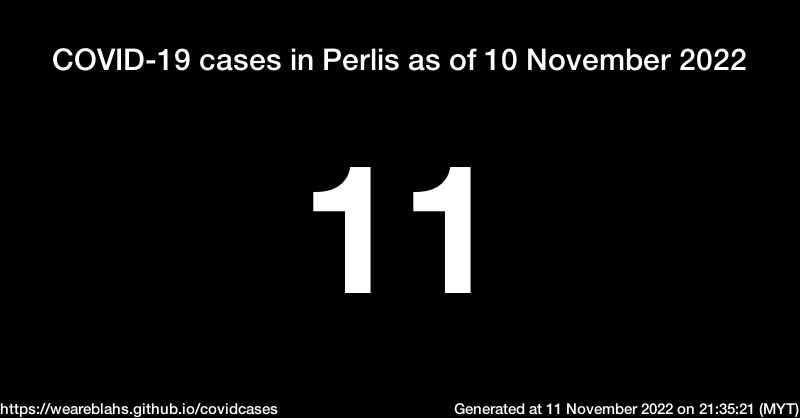 COVID-19 cases in Perlis as of 10 November 2022
11
https://weareblahs.github.io/covidcases
Generated at 11 November 2022 on 21:35:21 (MYT)